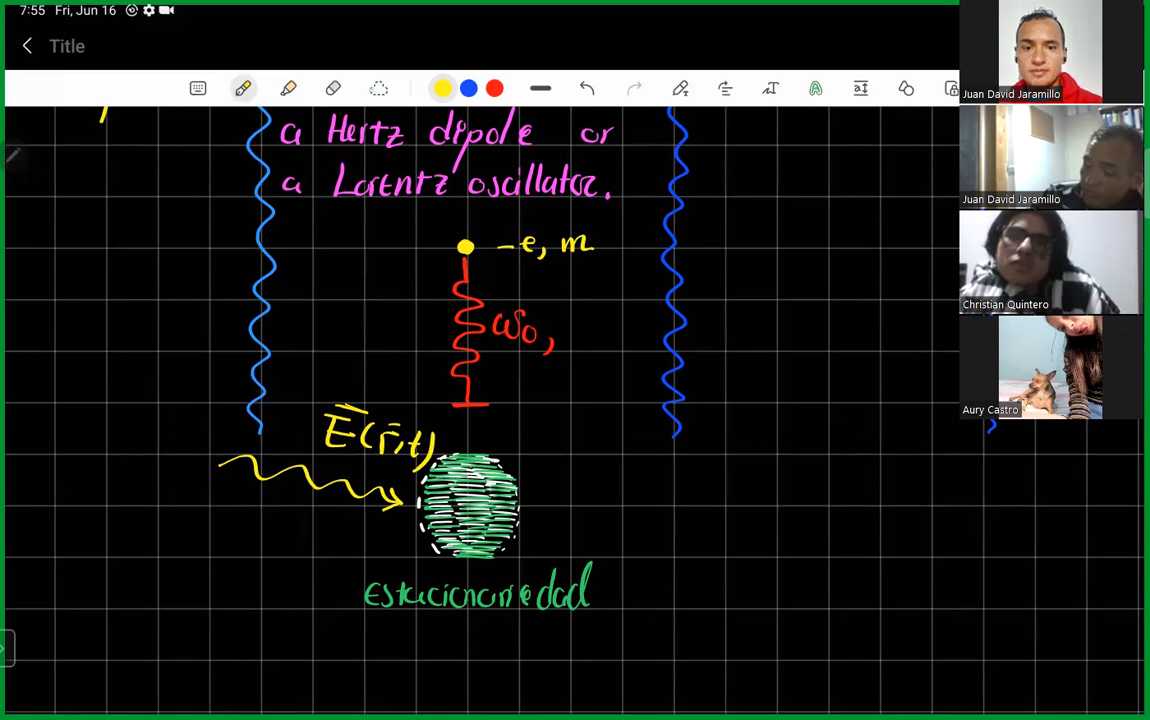 7:55 Fri, Jun 16
Title
a Hertz dipole or
a Lorentz oscillator.
-e, m
ω₀,
E⃗(r⃗,t)
Estacionariedad
Juan David Jaramillo
Juan David Jaramillo
Christian Quintero
Aury Castro